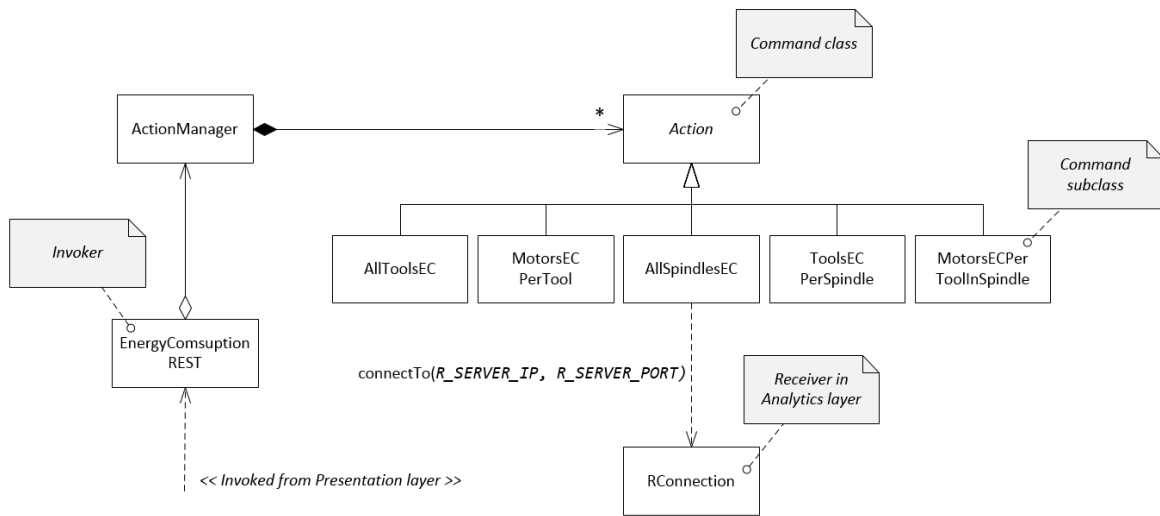 Command class
ActionManager
*
Action
Command
subclass
Invoker
AllToolsEC
MotorsEC
PerTool
AllSpindlesEC
ToolsEC
PerSpindle
MotorsECPer
ToolInSpindle
EnergyComsuption
REST
connectTo(R_SERVER_IP, R_SERVER_PORT)
Receiver in
Analytics layer
<< Invoked from Presentation layer >>
RConnection